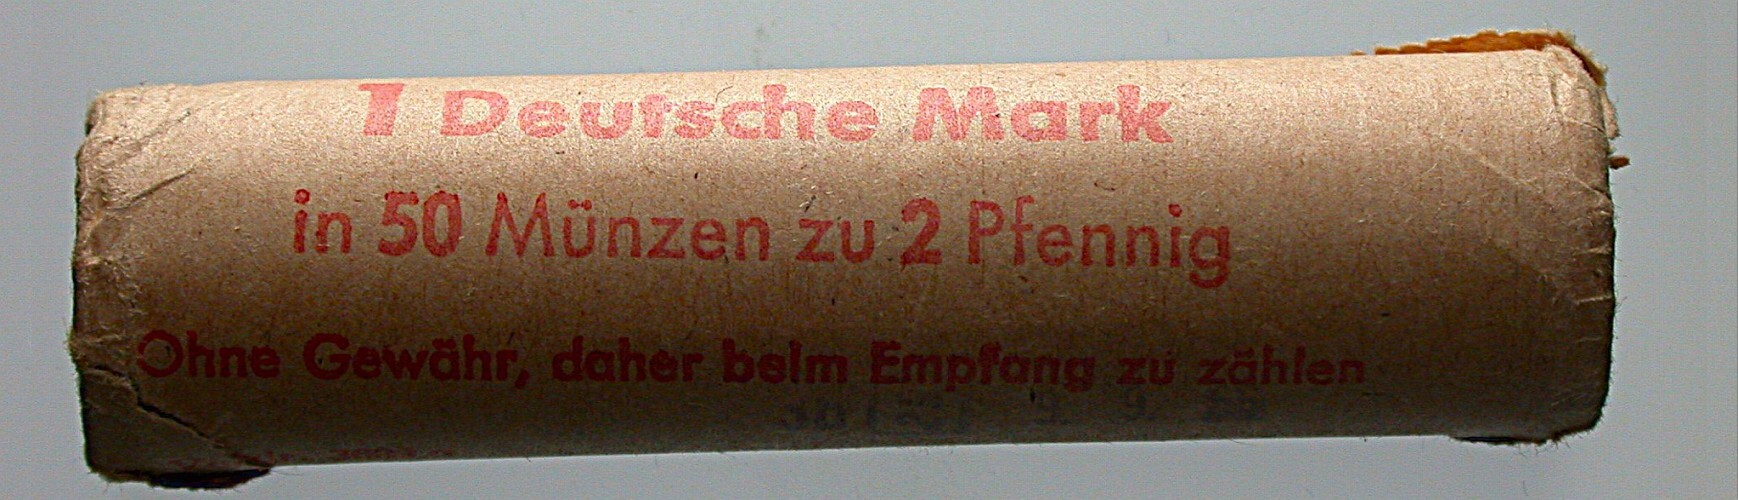 1 Deutsche Mark
in 50 Münzen zu 2 Pfennig
Ohne Gewähr, daher beim Empfang zu zählen